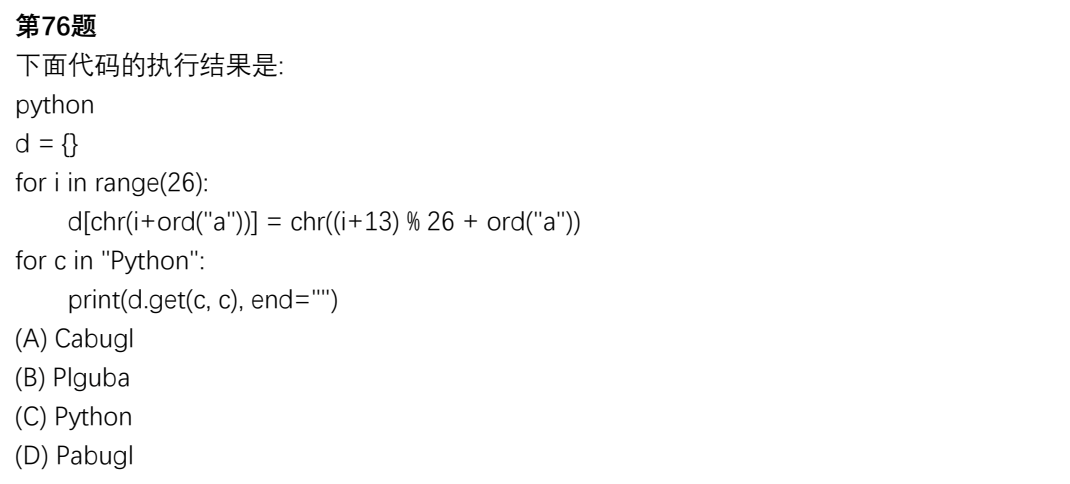 第76题
下面代码的执行结果是:
python
d = {}
for i in range(26):
d[chr(i+ord("a"))] = chr((i+13) % 26 + ord("a"))
for c in "Python":
print(d.get(c, c), end="")
(A) Cabugl
(B) Plguba
(C) Python
(D) Pabugl